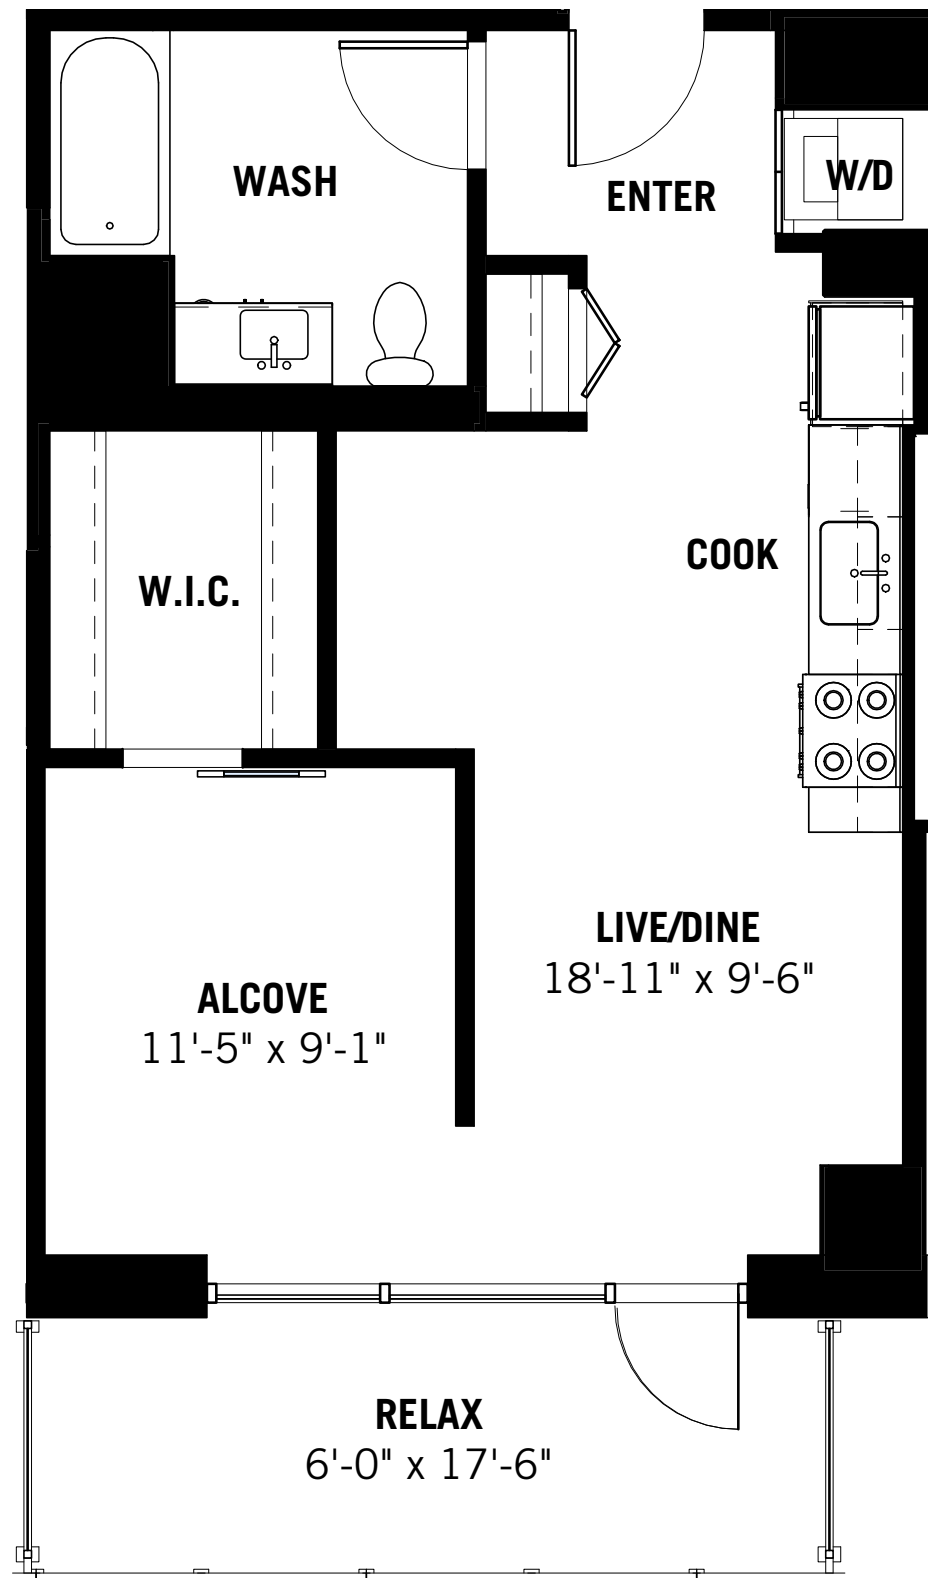 WASH
ENTER
W/D
COOK
W.I.C.
LIVE/DINE
18'-11" x 9'-6"
ALCOVE
11'-5" x 9'-1"
RELAX
6'-0" x 17'-6"